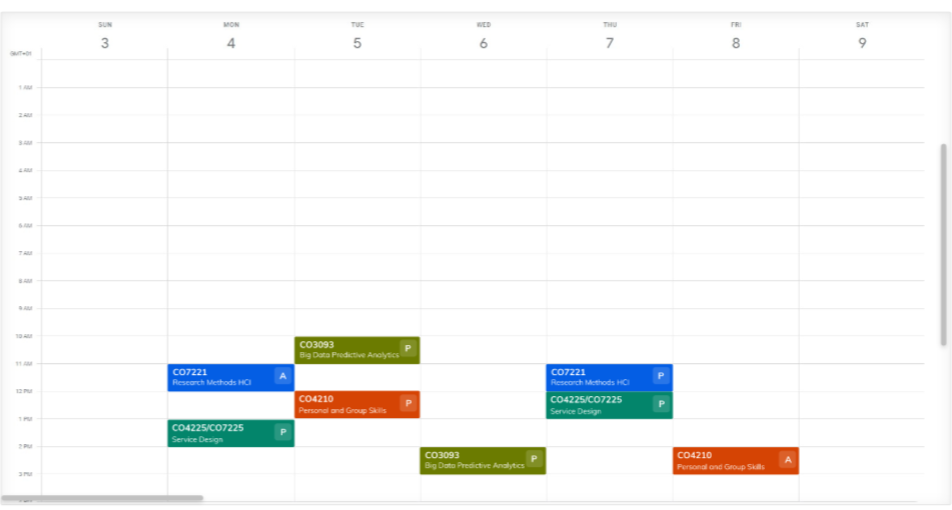 SUN MON TUE WED THU FRI SAT
3 4 5 6 7 8 9
GMT+01
1 AM
2 AM
3 AM
4 AM
5 AM
6 AM
7 AM
8 AM
9 AM
10 AM
CO3093 P
Big Data Predictive Analytics
11 AM
CO7221 A
Research Methods HCI
CO7221 P
Research Methods HCI
12 PM
CO4210 P
Personal and Group Skills
CO4225/CO7225 P
Service Design
1 PM
CO4225/CO7225 P
Service Design
2 PM
CO3093 P
Big Data Predictive Analytics
CO4210 A
Personal and Group Skills
3 PM